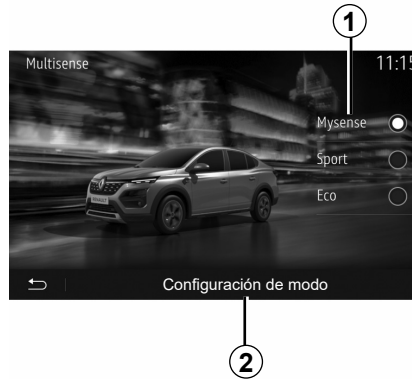 1
Multisense 11:15
Mysense
Sport
Eco
Configuración de modo
2